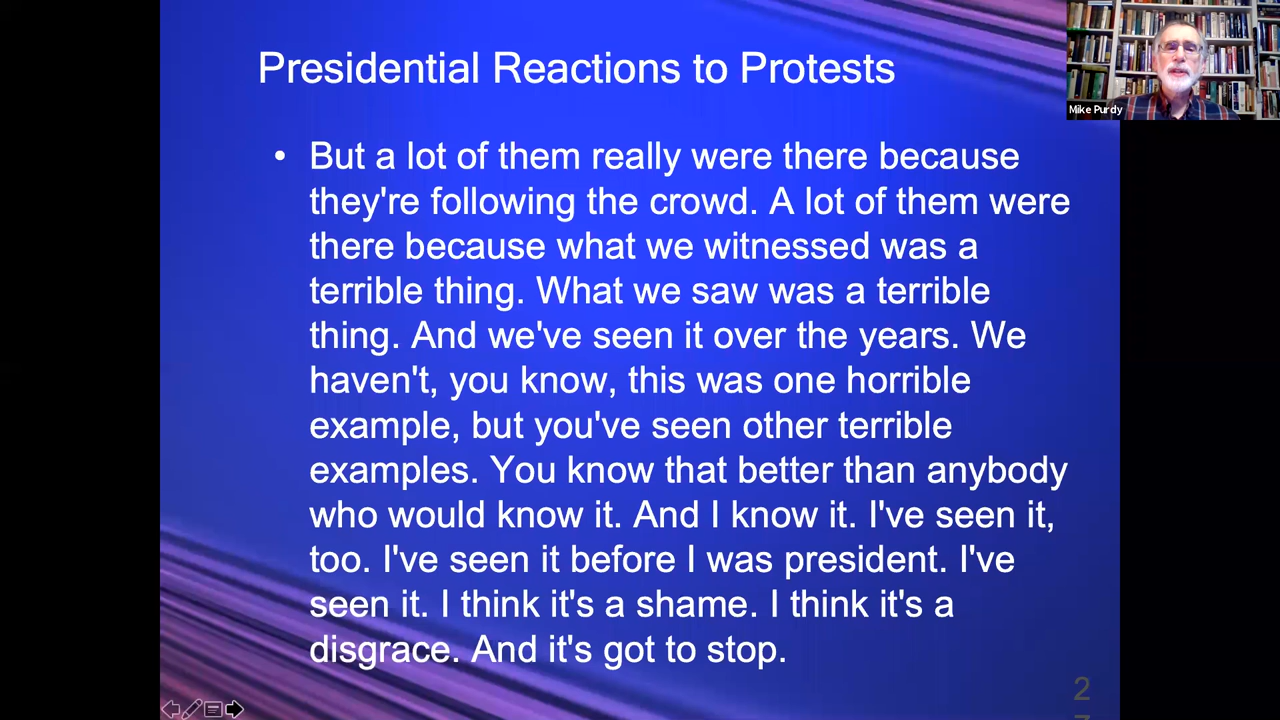 Presidential Reactions to Protests
Mike Purdy
• But a lot of them really were there because
they're following the crowd. A lot of them were
there because what we witnessed was a
terrible thing. What we saw was a terrible
thing. And we've seen it over the years. We
haven't, you know, this was one horrible
example, but you've seen other terrible
examples. You know that better than anybody
who would know it. And I know it. I've seen it,
too. I've seen it before I was president. I've
seen it. I think it's a shame. I think it's a
disgrace. And it's got to stop.
2